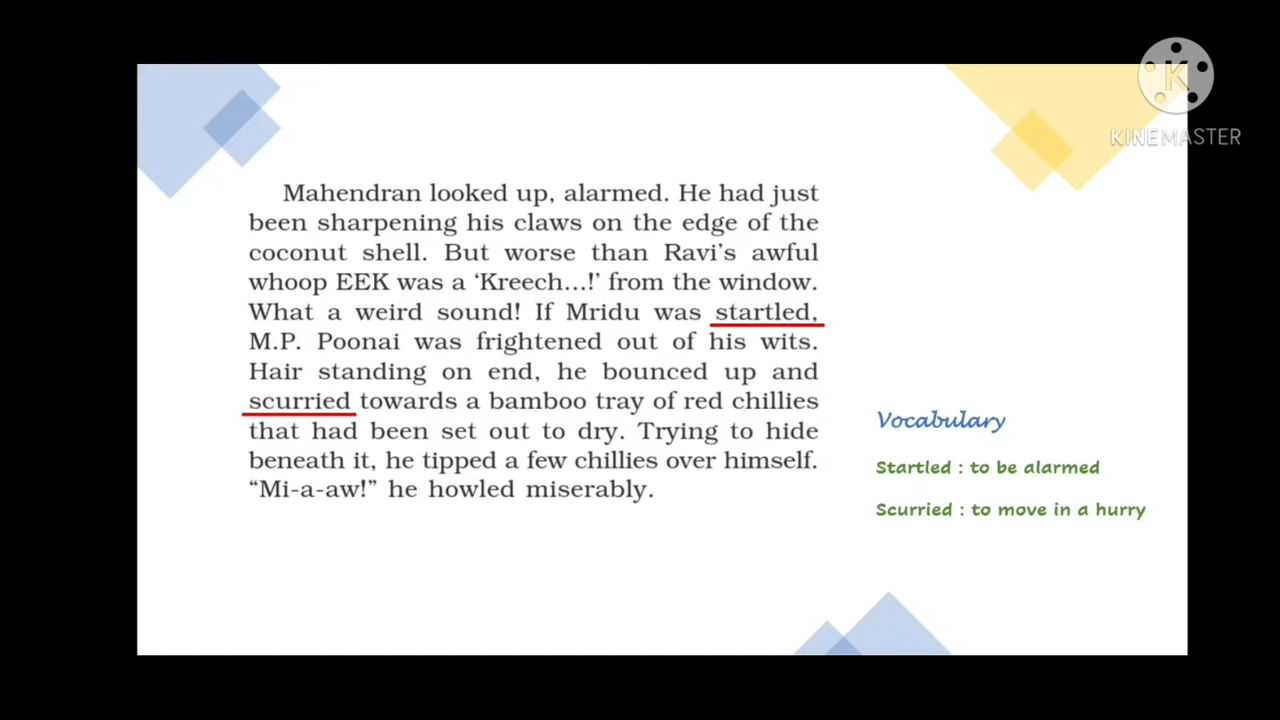 Mahendran looked up, alarmed. He had just
been sharpening his claws on the edge of the
coconut shell. But worse than Ravi's awful
whoop EEK was a ‘Kreech...!’ from the window.
What a weird sound! If Mridu was startled,
M.P. Poonai was frightened out of his wits.
Hair standing on end, he bounced up and
scurried towards a bamboo tray of red chillies
that had been set out to dry. Trying to hide
beneath it, he tipped a few chillies over himself.
“Mi-a-aw!” he howled miserably.
Vocabulary
Startled : to be alarmed
Scurried : to move in a hurry
K
KINEMASTER